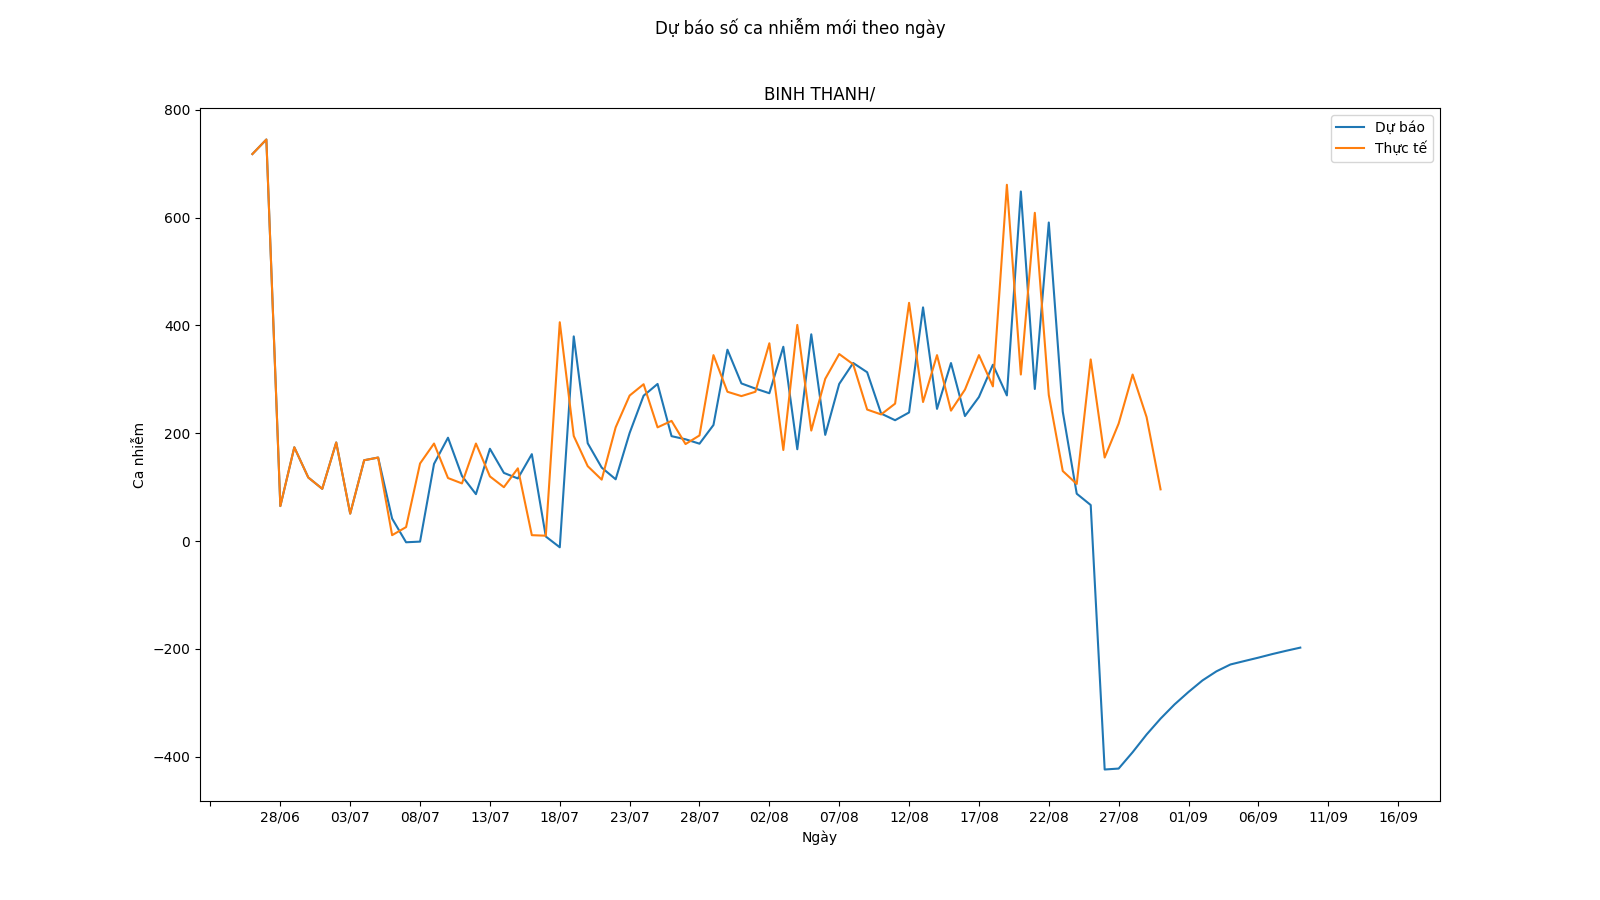 Dự báo số ca nhiễm mới theo ngày
BINH THANH/
Dự báo
Thực tế
800
600
400
200
0
−200
−400
Ca nhiễm
28/06 03/07 08/07 13/07 18/07 23/07 28/07 02/08 07/08 12/08 17/08 22/08 27/08 01/09 06/09 11/09 16/09
Ngày